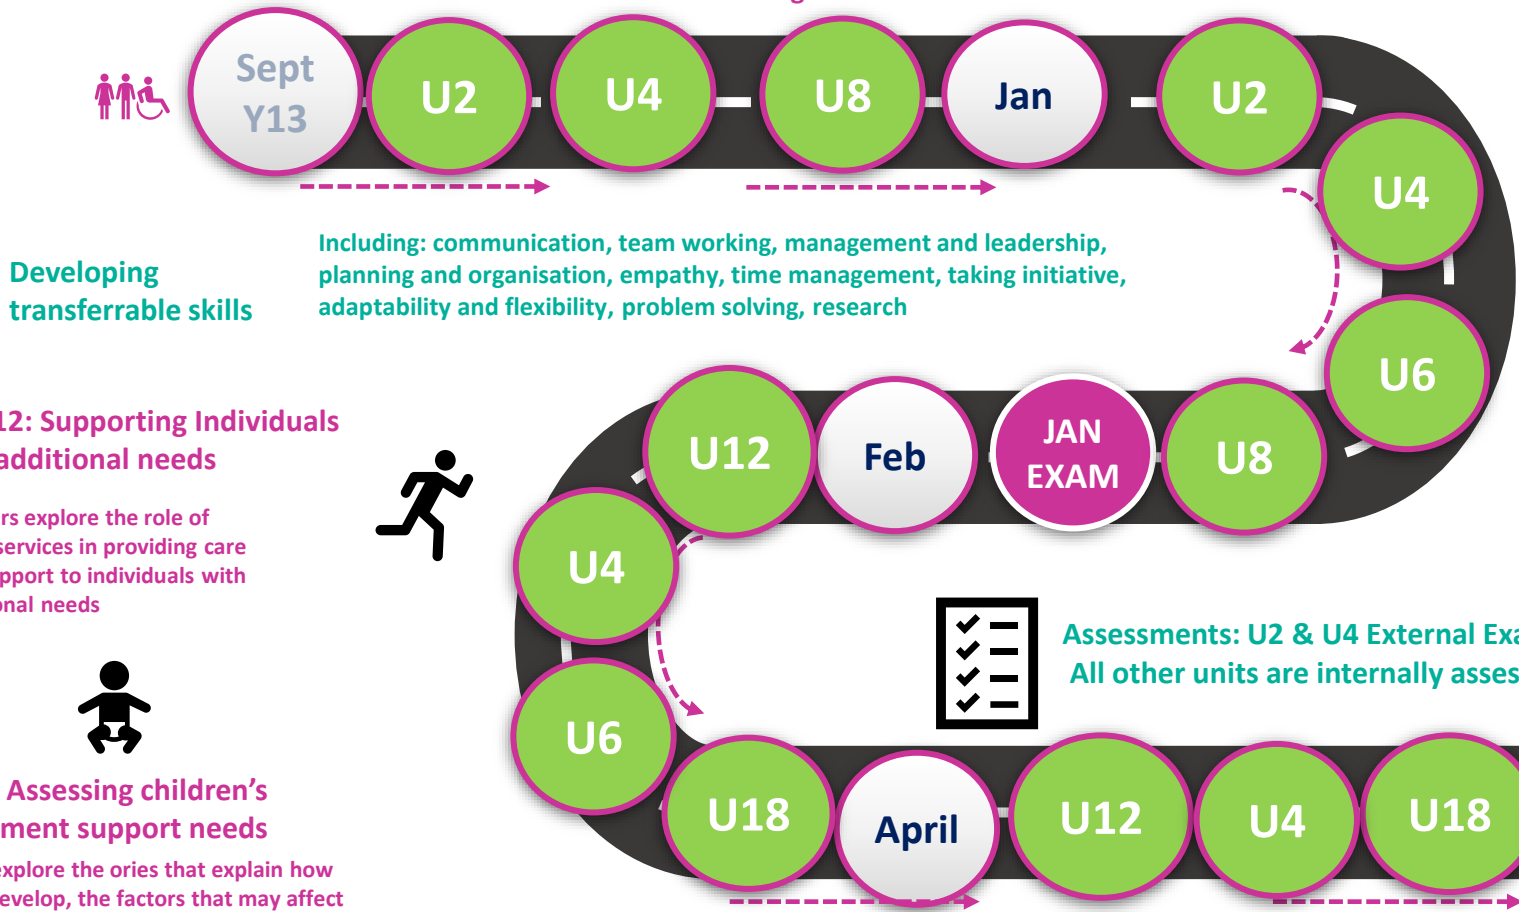 Sept
Y13
U2
U4
U8
Jan
U2
U4
U6
U8
JAN
EXAM
Feb
U12
U4
U6
U18
April
U12
U4
U18
Developing
transferrable skills
Including: communication, team working, management and leadership,
planning and organisation, empathy, time management, taking initiative,
adaptability and flexibility, problem solving, research
12: Supporting Individuals
additional needs
rs explore the role of
services in providing care
pport to individuals with
onal needs
Assessments: U2 & U4 External Exa
All other units are internally asses
Assessing children's
ment support needs
explore the ories that explain how
evelop, the factors that may affect